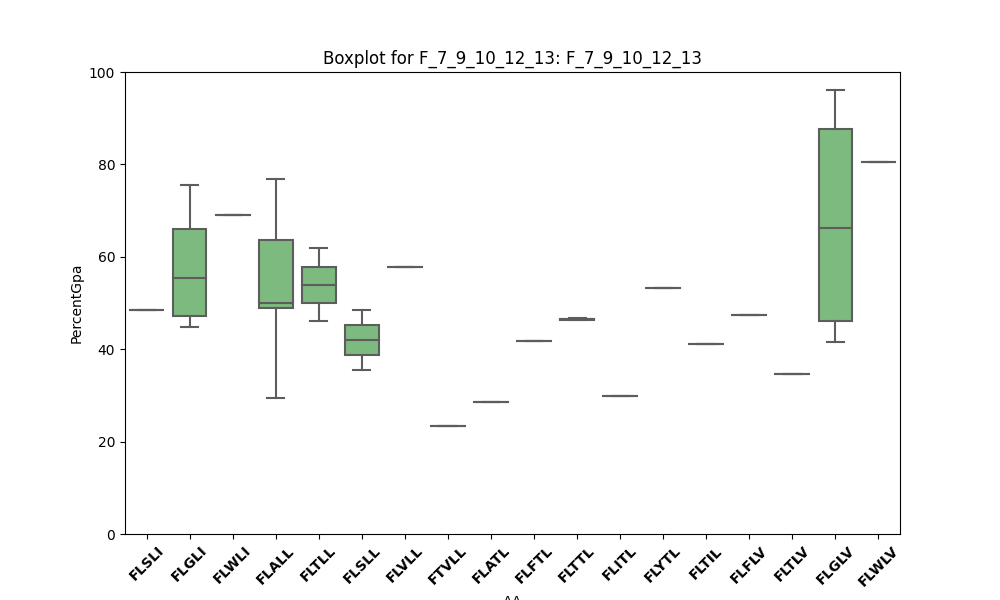 Boxplot for F_7_9_10_12_13: F_7_9_10_12_13
100
80
60
40
20
0
PercentGpa
FLSLI FLGLI FLWLI FLALL FLTLL FLSLL FLVLL FTVLL FLATL FLFTL FLTTL FLITL FLYTL FLTIL FLFLV FLTLV FLGLV FLWLV